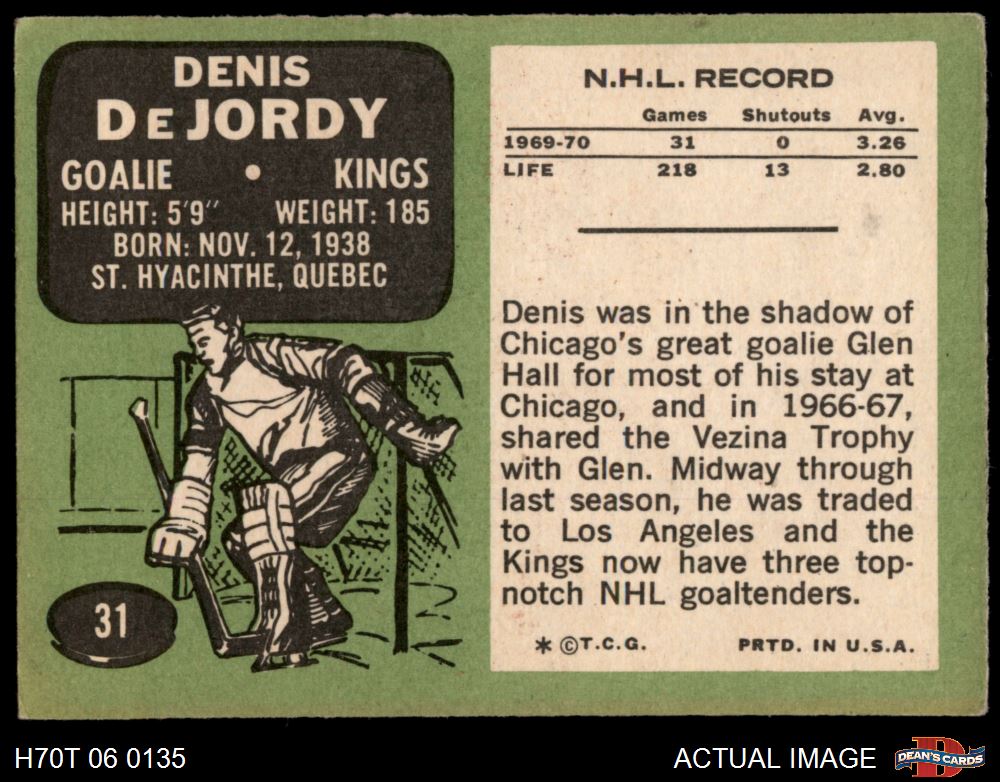 DENIS
DEJORDY
GOALIE • KINGS
HEIGHT: 5'9" WEIGHT: 185
BORN: NOV. 12, 1938
ST. HYACINTHE, QUEBEC
31
N.H.L. RECORD
Games Shutouts Avg.
1969-70 31 0 3.26
LIFE 218 13 2.80
Denis was in the shadow of
Chicago's great goalie Glen
Hall for most of his stay at
Chicago, and in 1966-67,
shared the Vezina Trophy
with Glen. Midway through
last season, he was traded
to Los Angeles and the
Kings now have three top-
notch NHL goaltenders.
* ©T.C.G. PRTD. IN U.S.A.
H70T 06 0135
ACTUAL IMAGE
D
DEAN'S CARDS